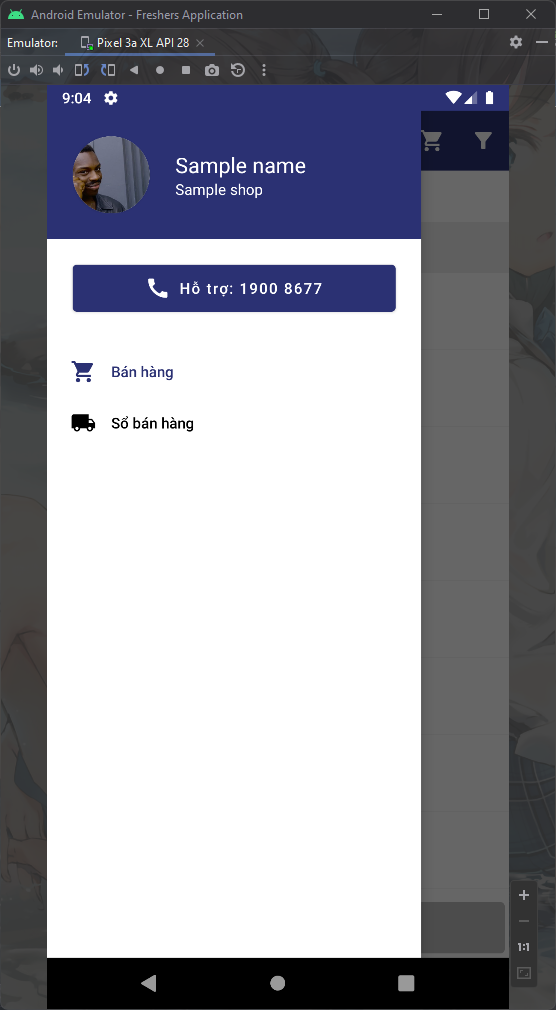 Android Emulator - Freshers Application
Emulator:
Pixel 3a XL API 28
9:04
Sample name
Sample shop
Hỗ trợ: 1900 8677
Bán hàng
Sổ bán hàng
1:1